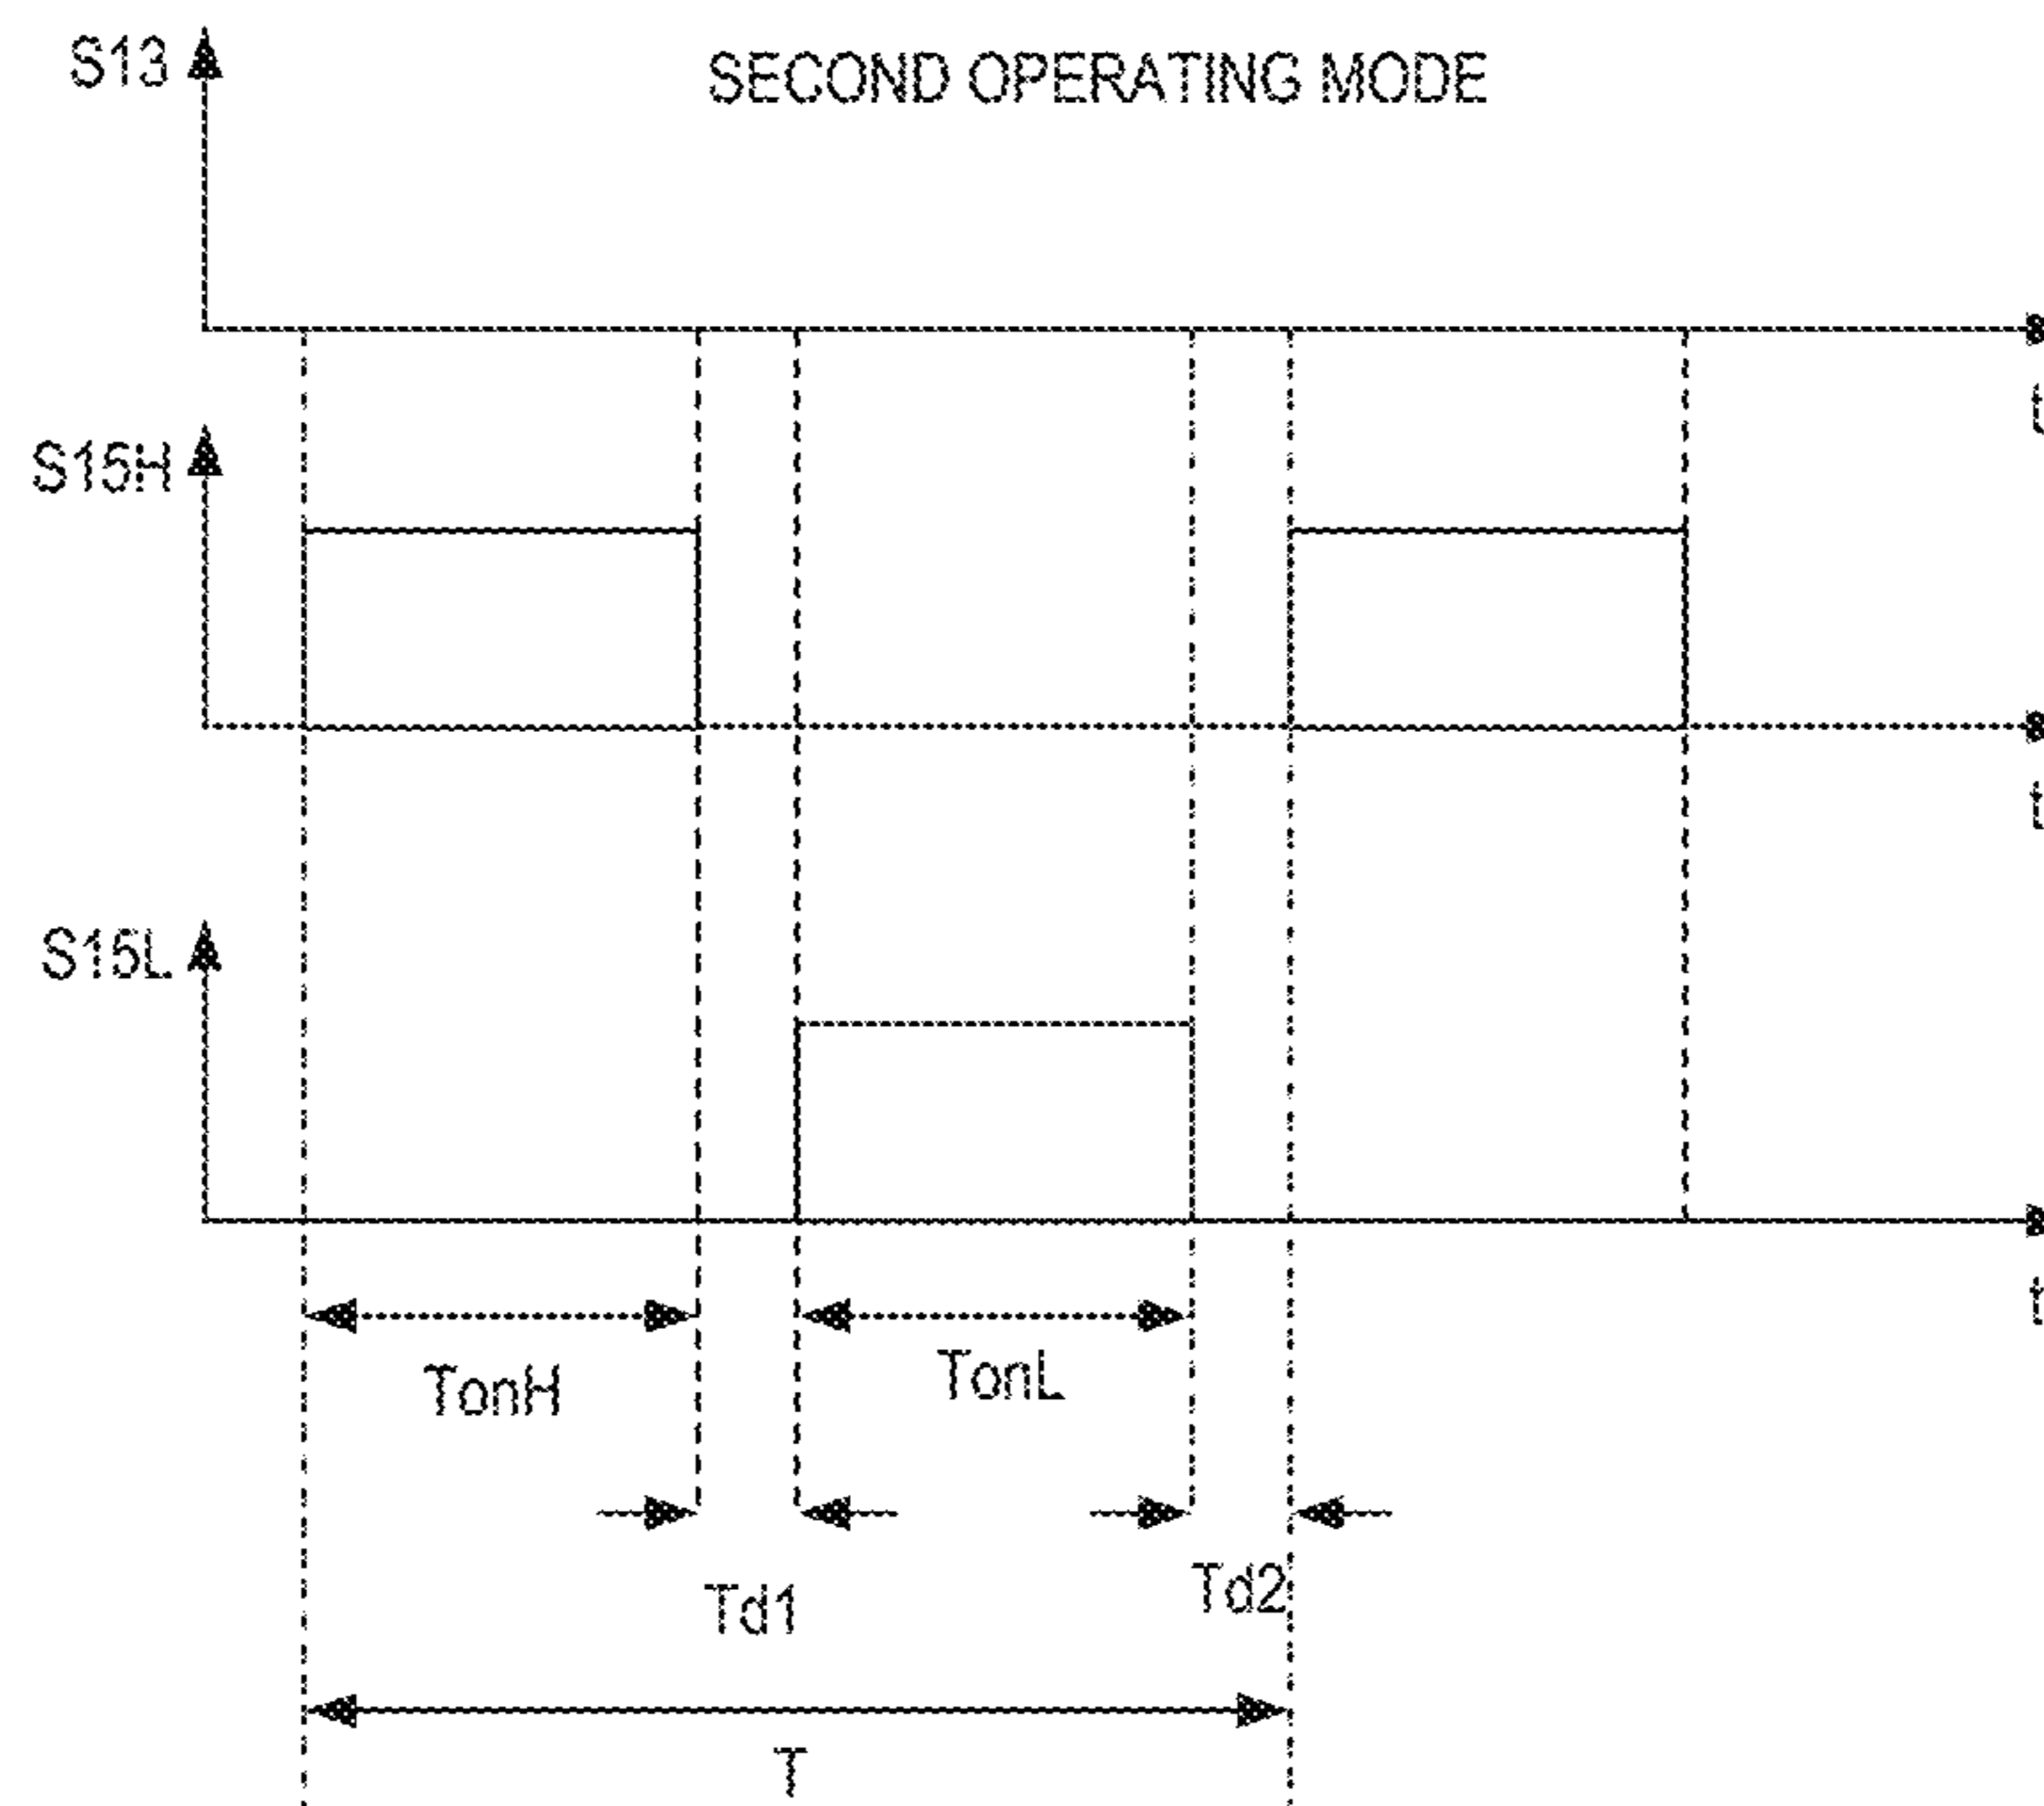 S13
SECOND OPERATING MODE
t
S15H
t
S15L
t
TonH
TonL
Td1
Td2
T